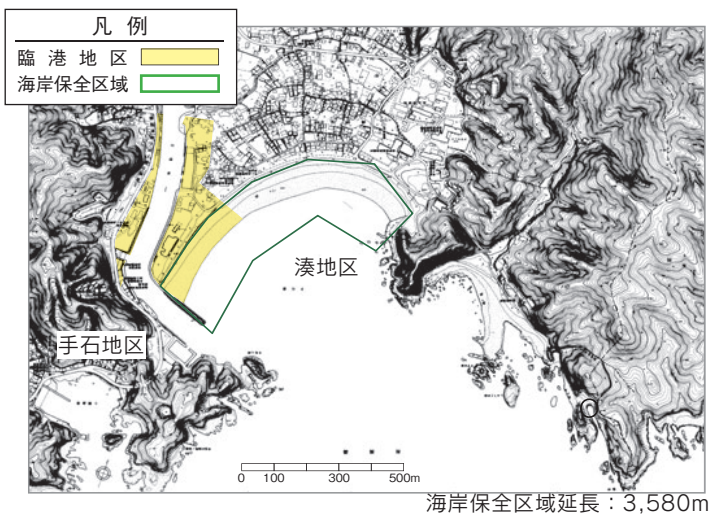 凡 例
臨 港 地 区
海岸保全区域
湊地区
手石地区
0 100 300 500m
海岸保全区域延長:3,580m